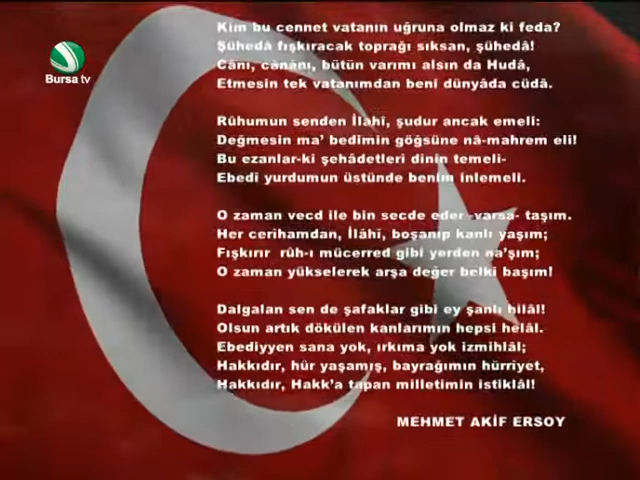 Bursa tv
Kim bu cennet vatanın uğruna olmaz ki feda?
Şühedâ fışkıracak toprağı sıksan, şühedâ!
Cânı, cânânı, bütün varımı alsın da Hudâ,
Etmesin tek vatanımdan beni dünyâda cüdâ.
Rûhumun senden İlâhî, şudur ancak emeli:
Değmesin ma' bedimin göğsüne nâ-mahrem eli!
Bu ezanlar-ki şehâdetleri dinin temeli-
Ebedî yurdumun üstünde benim inlemeli.
O zaman vecd ile bin secde eder -varsa- taşım.
Her cerîhamdan, İlâhî, boşanıp kanlı yaşım;
Fışkırır rûh-ı mücerred gibi yerden na'şım;
O zaman yükselerek arşa değer belki başım!
Dalgalan sen de şafaklar gibi ey şanlı hilâl!
Olsun artık dökülen kanlarımın hepsi helâl.
Ebediyyen sana yok, ırkıma yok izmihlâl;
Hakkıdır, hür yaşamış, bayrağımın hürriyet,
Hakkıdır, Hakk'a tapan milletimin istiklâl!
MEHMET AKİF ERSOY